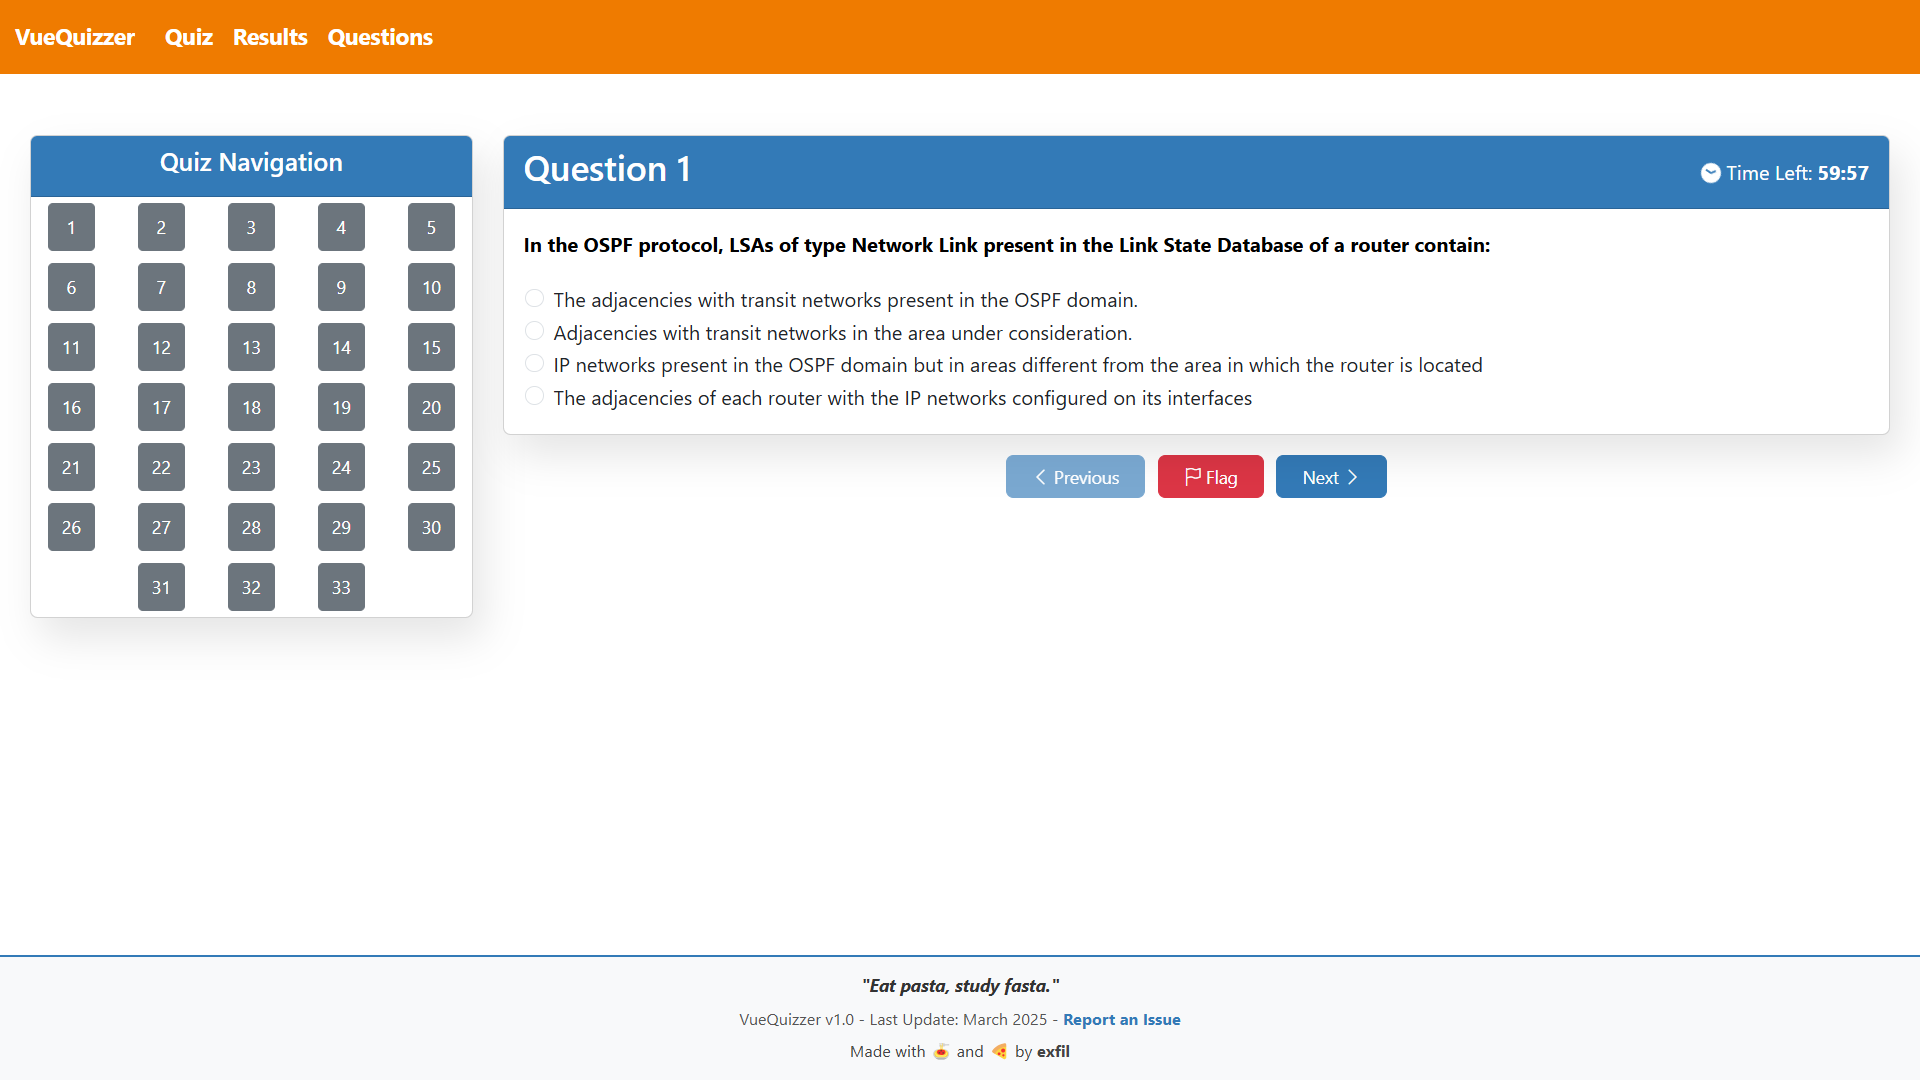 VueQuizzer Quiz Results Questions
Quiz Navigation
1 2 3 4 5
6 7 8 9 10
11 12 13 14 15
16 17 18 19 20
21 22 23 24 25
26 27 28 29 30
31 32 33
Question 1
Time Left: 59:57
In the OSPF protocol, LSAs of type Network Link present in the Link State Database of a router contain:
The adjacencies with transit networks present in the OSPF domain.
Adjacencies with transit networks in the area under consideration.
IP networks present in the OSPF domain but in areas different from the area in which the router is located
The adjacencies of each router with the IP networks configured on its interfaces
Previous Flag Next
"Eat pasta, study fasta."
VueQuizzer v1.0 - Last Update: March 2025 - Report an Issue
Made with 🍝 and 🍕 by exfil